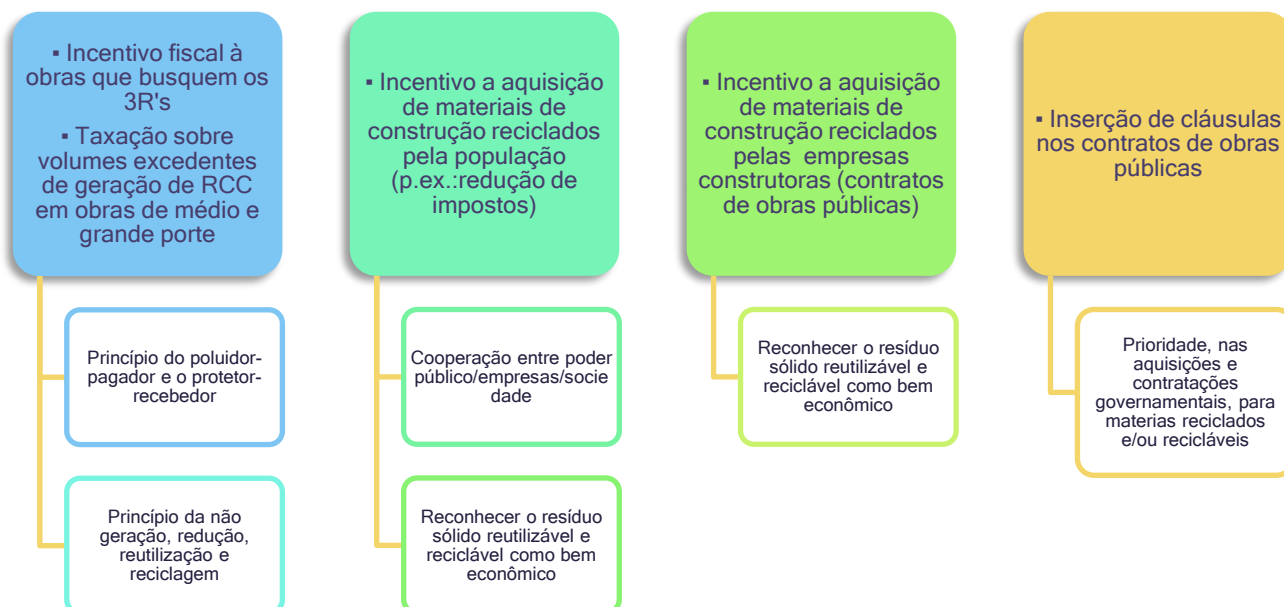 ▪ Incentivo fiscal à
obras que busquem os
3R's
▪ Taxação sobre
volumes excedentes
de geração de RCC
em obras de médio e
grande porte
Princípio do poluidor-
pagador e o protetor-
recebedor
Princípio da não
geração, redução,
reutilização e
reciclagem
▪ Incentivo a aquisição
de materiais de
construção reciclados
pela população
(p.ex.:redução de
impostos)
Cooperação entre poder
público/empresas/socie
dade
Reconhecer o resíduo
sólido reutilizável e
reciclável como bem
econômico
▪ Incentivo a aquisição
de materiais de
construção reciclados
pelas empresas
construtoras (contratos
de obras públicas)
Reconhecer o resíduo
sólido reutilizável e
reciclável como bem
econômico
▪ Inserção de cláusulas
nos contratos de obras
públicas
Prioridade, nas
aquisições e
contratações
governamentais, para
materias reciclados
e/ou recicláveis